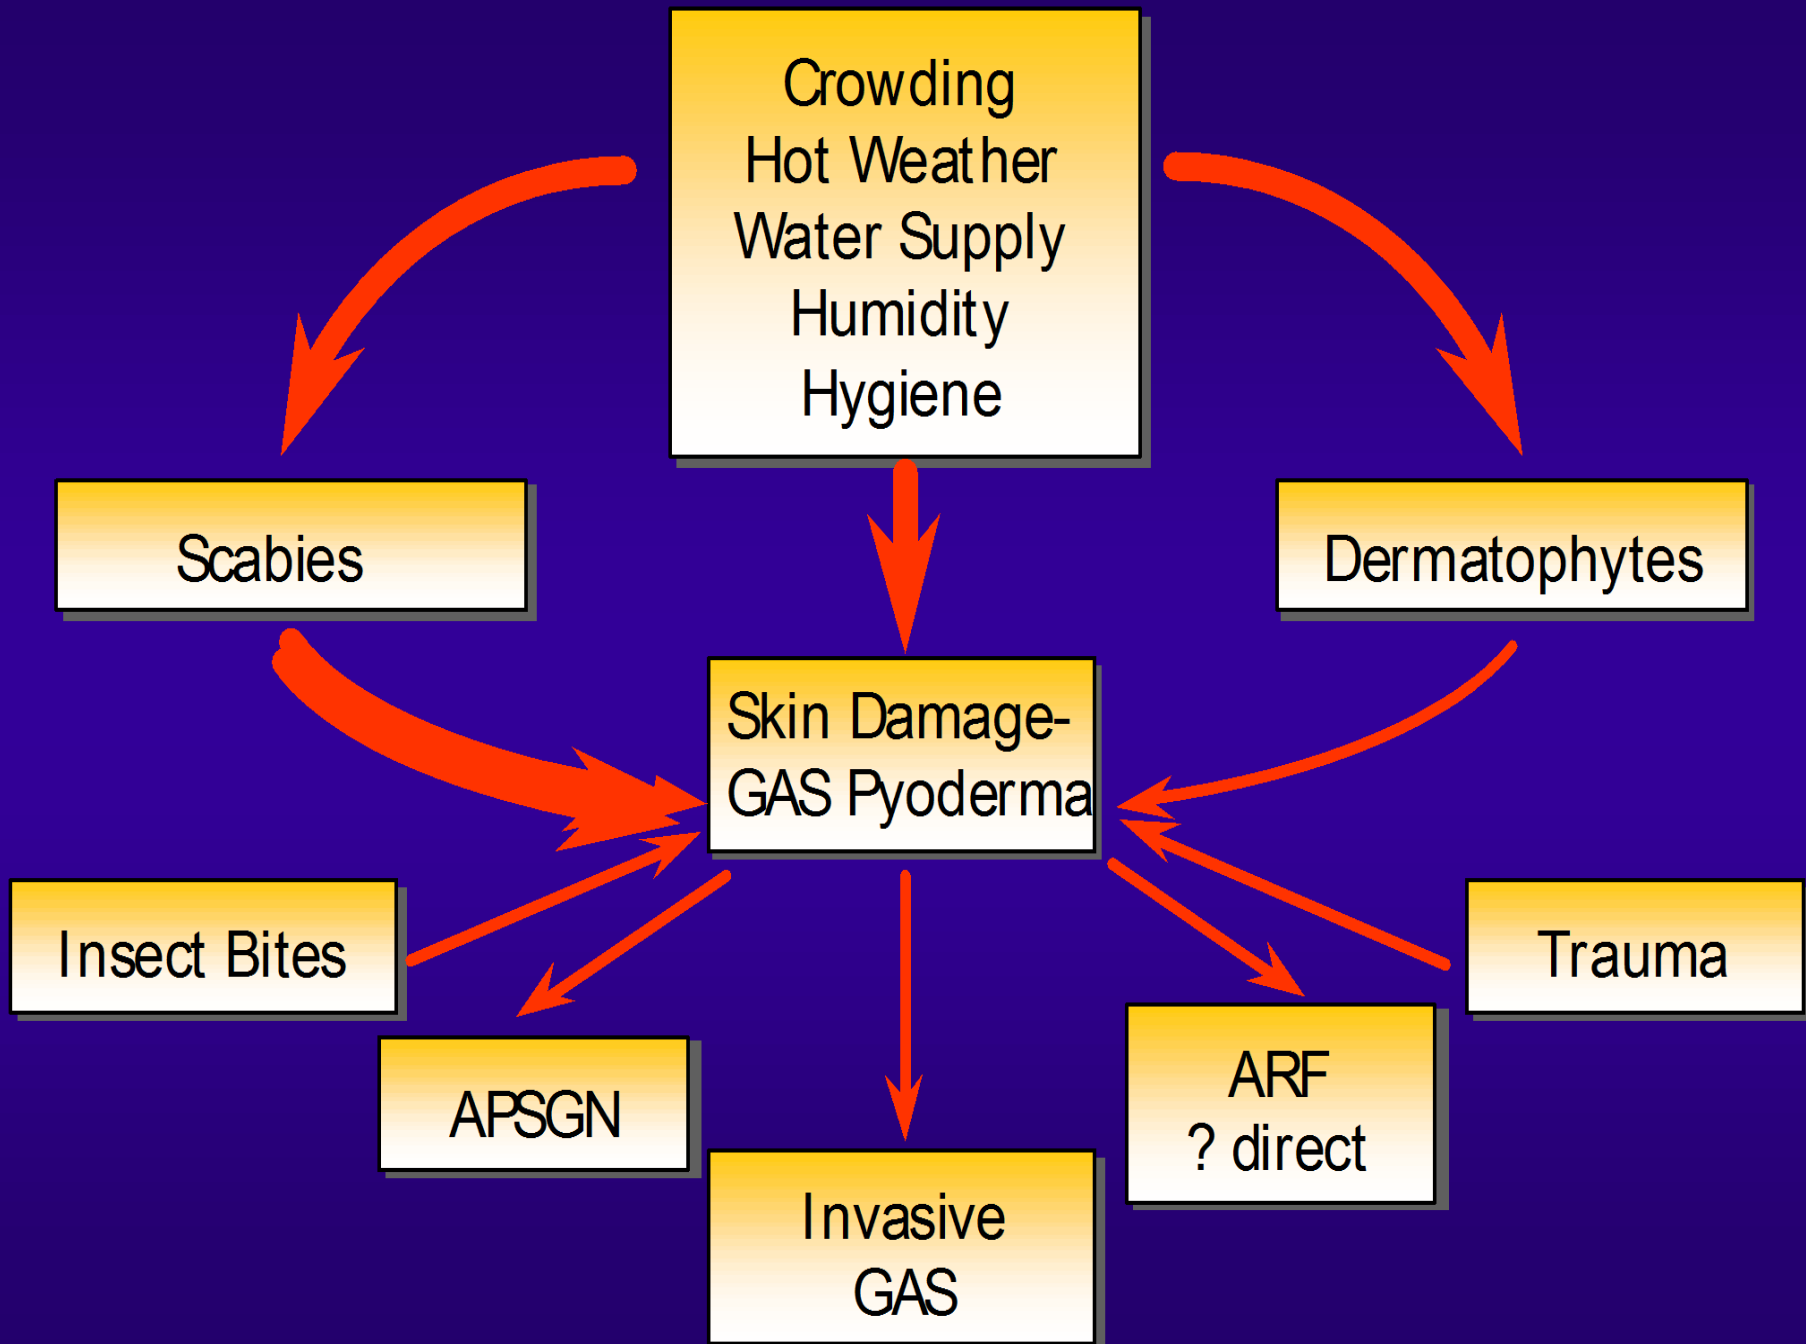 Crowding
Hot Weather
Water Supply
Humidity
Hygiene
Scabies
Dermatophytes
Skin Damage-
GAS Pyoderma
Insect Bites
Trauma
APSGN
ARF
? direct
Invasive
GAS